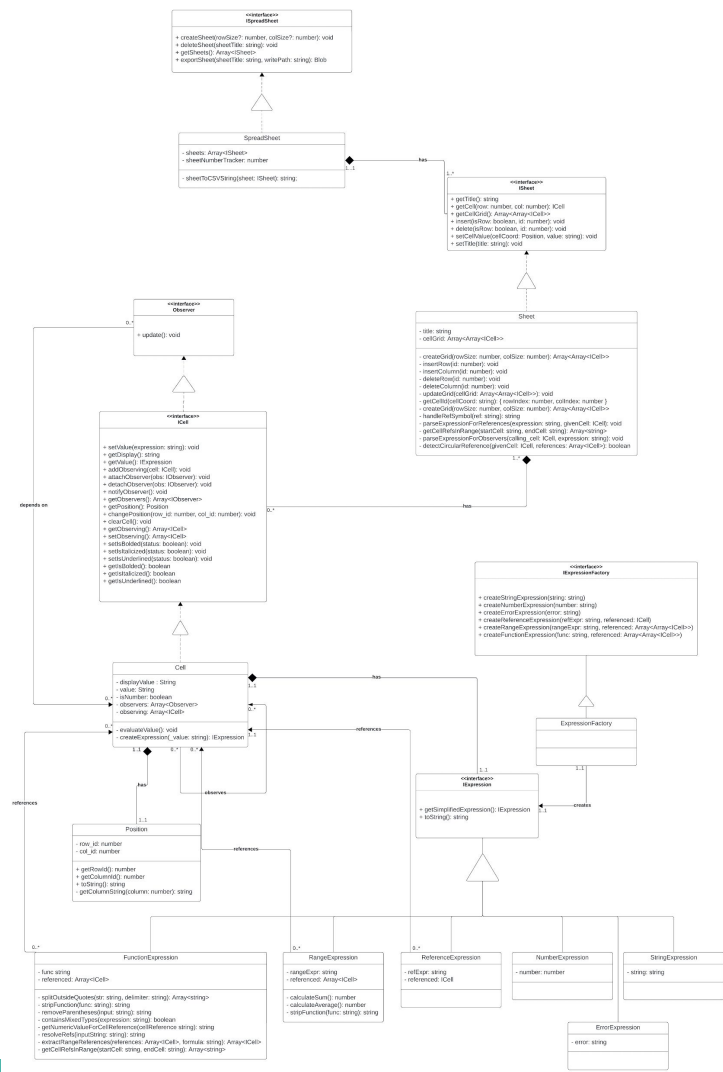 <<interface>>
ISpreadSheet
+ createSheet(rowSize?: number, colSize?: number): void
+ deleteSheet(sheetTitle: string): void
+ getSheets(): Array<ISheet>
+ exportSheet(sheetTitle: string, writePath: string): Blob
SpreadSheet
- sheets: Array<ISheet>
- sheetNumberTracker: number
- sheetToCSVString(sheet: ISheet): string;
1..1
has
1..*
<<interface>>
ISheet
+ getTitle(): string
+ getCell(row: number, col: number): ICell
+ getCellGrid(): Array<Array<ICell>>
+ insert(isRow: boolean, id: number): void
+ delete(isRow: boolean, id: number): void
+ setCellValue(cellCoord: Position, value: string): void
+ setTitle(title: string): void
Sheet
- title: string
- cellGrid: Array<Array<ICell>>
- createGrid(rowSize: number, colSize: number): Array<Array<ICell>>
- insertRow(id: number): void
- insertColumn(id: number): void
- deleteRow(id: number): void
- deleteColumn(id: number): void
- updateGrid(cellGrid: Array<Array<ICell>>): void
- getCellId(cellCoord: string): { rowIndex: number, colIndex: number }
- createGrid(rowSize: number, colSize: number): Array<Array<ICell>>
- handleRefSymbol(ref: string): string
- parseExpressionForReferences(expression: string, givenCell: ICell): void
- getCellRefsInRange(startCell: string, endCell: string): Array<string>
- parseExpressionForObservers(calling_cell: ICell, expression: string): void
- detectCircularReference(givenCell: ICell, references: Array<ICell>): boolean
1..*
has
0..*
<<interface>>
Observer
+ update(): void
0..*
depends on
<<interface>>
ICell
+ setValue(expression: string): void
+ getDisplay(): string
+ getValue(): IExpression
+ addObserving(cell: ICell): void
+ attachObserver(obs: IObserver): void
+ detachObserver(obs: IObserver): void
+ notifyObserver(): void
+ getObservers(): Array<IObserver>
+ getPosition(): Position
+ changePosition(row_id: number, col_id: number): void
+ clearCell(): void
+ getObserving(): Array<ICell>
+ setObserving(): Array<ICell>
+ setIsBolded(status: boolean): void
+ setIsItalicized(status: boolean): void
+ setIsUnderlined(status: boolean): void
+ getIsBolded(): boolean
+ getIsItalicized(): boolean
+ getIsUnderlined(): boolean
<<interface>>
IExpressionFactory
+ createStringExpression(string: string)
+ createNumberExpression(number: string)
+ createErrorExpression(error: string)
+ createReferenceExpression(refExpr: string, referenced: ICell)
+ createRangeExpression(rangeExpr: string, referenced: Array<Array<ICell>>)
+ createFunctionExpression(func: string, referenced: Array<Array<ICell>>)
Cell
- displayValue : String
- value: String
- isNumber: boolean
- observers: Array<Observer>
- observing: Array<ICell>
- evaluateValue(): void
- createExpression(_value: string): IExpression
0..*
0..*
1..1
0..*
1..1
1..1
0..*
0..*
has
observes
references
has
1..1
ExpressionFactory
1..1
creates
1..1
<<interface>>
IExpression
+ getSimplifiedExpression(): IExpression
+ toString(): string
1..1
Position
- row_id: number
- col_id: number
+ getRowId(): number
+ getColumnId(): number
+ toString(): string
- getColumnString(column: number): string
references
references
0..*
FunctionExpression
- func string
- referenced: Array<ICell>
- splitOutsideQuotes(str: string, delimiter: string): Array<string>
- stripFunction(func: string): string
- removeParentheses(input: string): string
- containsMixedTypes(expression: string): boolean
- getNumericValueForCellReference(cellReference string): string
- resolveRefs(inputString: string): string
- extractRangeReferences(references: Array<ICell>, formula: string): Array<ICell>
- getCellRefsInRange(startCell: string, endCell: string): Array<string>
0..*
RangeExpression
- rangeExpr: string
- referenced: Array<ICell>
- calculateSum(): number
- calculateAverage(): number
- stripFunction(func: string): string
0..*
ReferenceExpression
- refExpr: string
- referenced: ICell
NumberExpression
- number: number
StringExpression
- string: string
ErrorExpression
- error: string